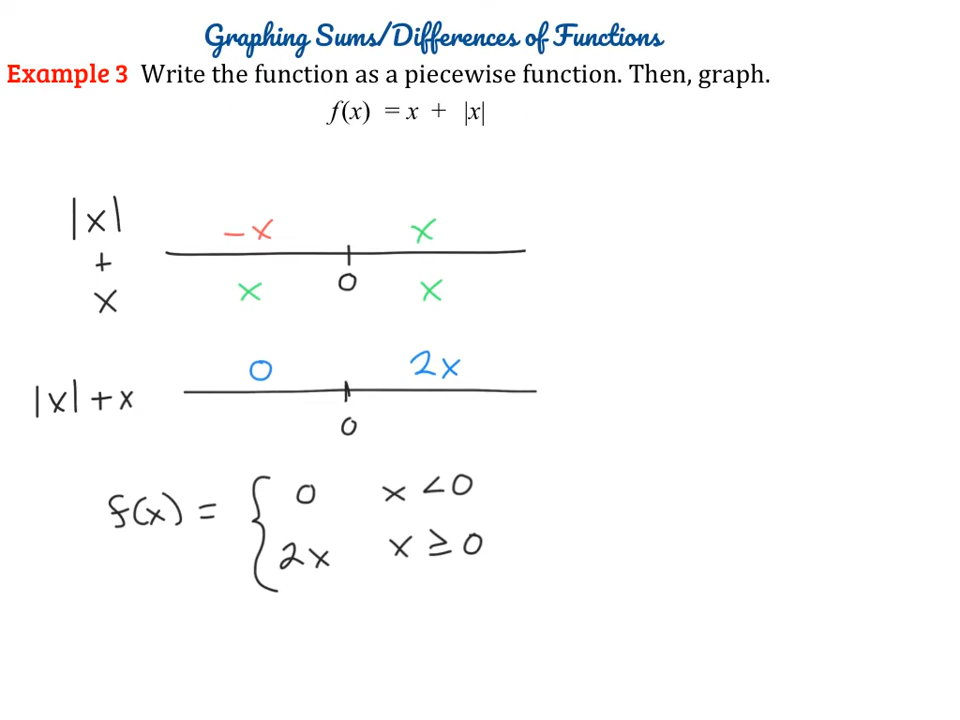 Graphing Sums/Differences of Functions
Example 3 Write the function as a piecewise function. Then, graph.
f(x) = x + |x|
|x| -x x
+ 0
x x x
0 2x
|x| + x
0
f(x) = { 0 x < 0
2x x ≥ 0